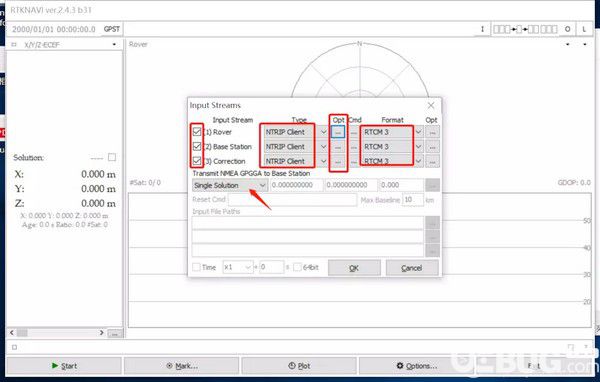 RTKNAVI ver.2.4.3 b31
2000/01/01 00:00:00.0 GPST
I
O
L
X/Y/Z-ECEF
Rover
Solution:
-----
X: 0.000 m
Y: 0.000 m
Z: 0.000 m
X: 0.000 Y: 0.000 Z: 0.000 m
Age: 0.0 s Ratio: 0.0 #Sat: 0
Input Streams
Input Stream Type Opt Cmd Format Opt
(1) Rover NTRIP Client ... ... RTCM 3 ...
(2) Base Station NTRIP Client ... ... RTCM 3 ...
(3) Correction NTRIP Client ... ... RTCM 3 ...
Transmit NMEA GPGGA to Base Station
Single Solution 0.000000000 0.000000000 0.000 ...
Reset Cmd Max Baseline 10 km
Input File Paths
...
...
...
Time x1 + 0 s 64bit OK Cancel
#Sat: 0/0
GDOP: 0.0
50
40
30
20
10
...
Start Mark... Plot Options... Exit